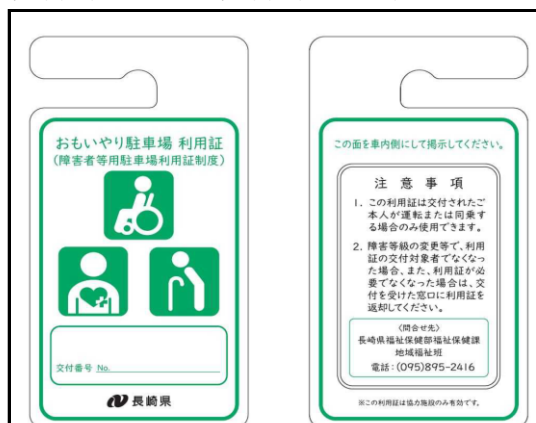 おもいやり駐車場 利用証
(障害者等用駐車場利用証制度)
交付番号 No.
長崎県
この面を車内側にして掲示してください。
注意事項
1. この利用証は交付されたご
本人が運転または同乗す
る場合のみ使用できます。
2. 障害等級の変更等で、利用
証の交付対象者でなくなっ
た場合、また、利用証が必
要でなくなった場合は、交
付を受けた窓口に利用証を
返却してください。
〈問合せ先〉
長崎県福祉保健部福祉保健課
地域福祉班
電話:(095)895-2416
※この利用証は協力施設のみ有効です。